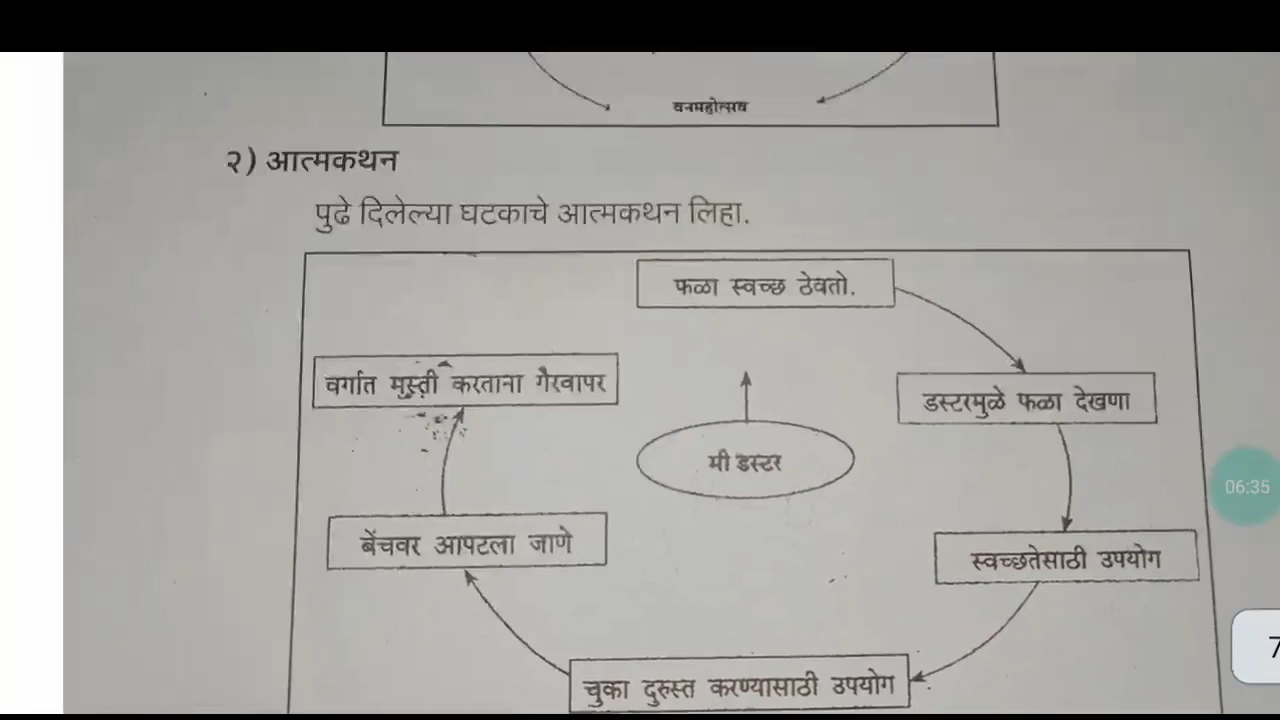 वनमहोत्सव
२) आत्मकथन
पुढे दिलेल्या घटकाचे आत्मकथन लिहा.
फळा स्वच्छ ठेवतो.
डस्टरमुळे फळा देखणा
स्वच्छतेसाठी उपयोग
चुका दुरुस्त करण्यासाठी उपयोग
बेंचवर आपटला जाणे
वर्गात मुस्ती करताना गैरवापर
मी डस्टर
06:35
7